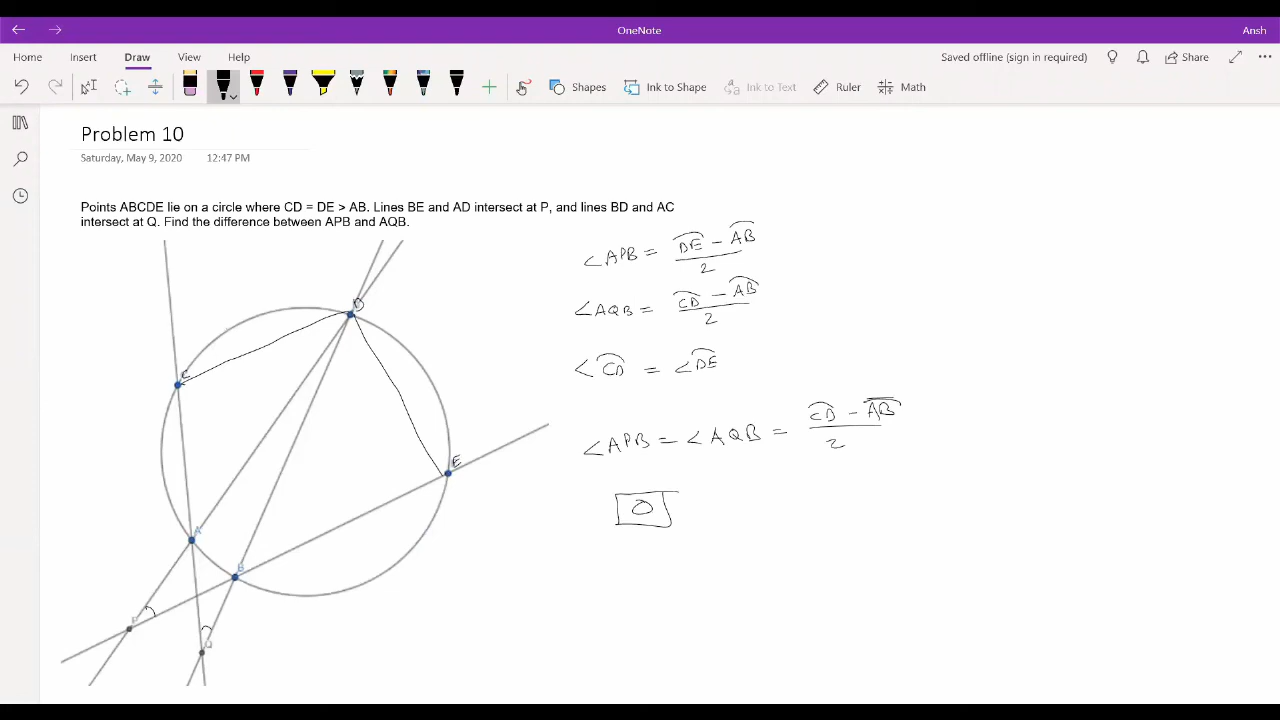 OneNote
Ansh
Home Insert Draw View Help
Saved offline (sign in required) Share
Shapes Ink to Shape Ink to Text Ruler Math
Problem 10
Saturday, May 9, 2020 12:47 PM
Points ABCDE lie on a circle where CD = DE > AB. Lines BE and AD intersect at P, and lines BD and AC
intersect at Q. Find the difference between APB and AQB.
∠APB = (DE − AB)/2
∠AQB = (CD − AB)/2
∠CD = ∠DE
∠APB = ∠AQB = (CD − AB)/2
0
D
C
E
A
B
P
Q